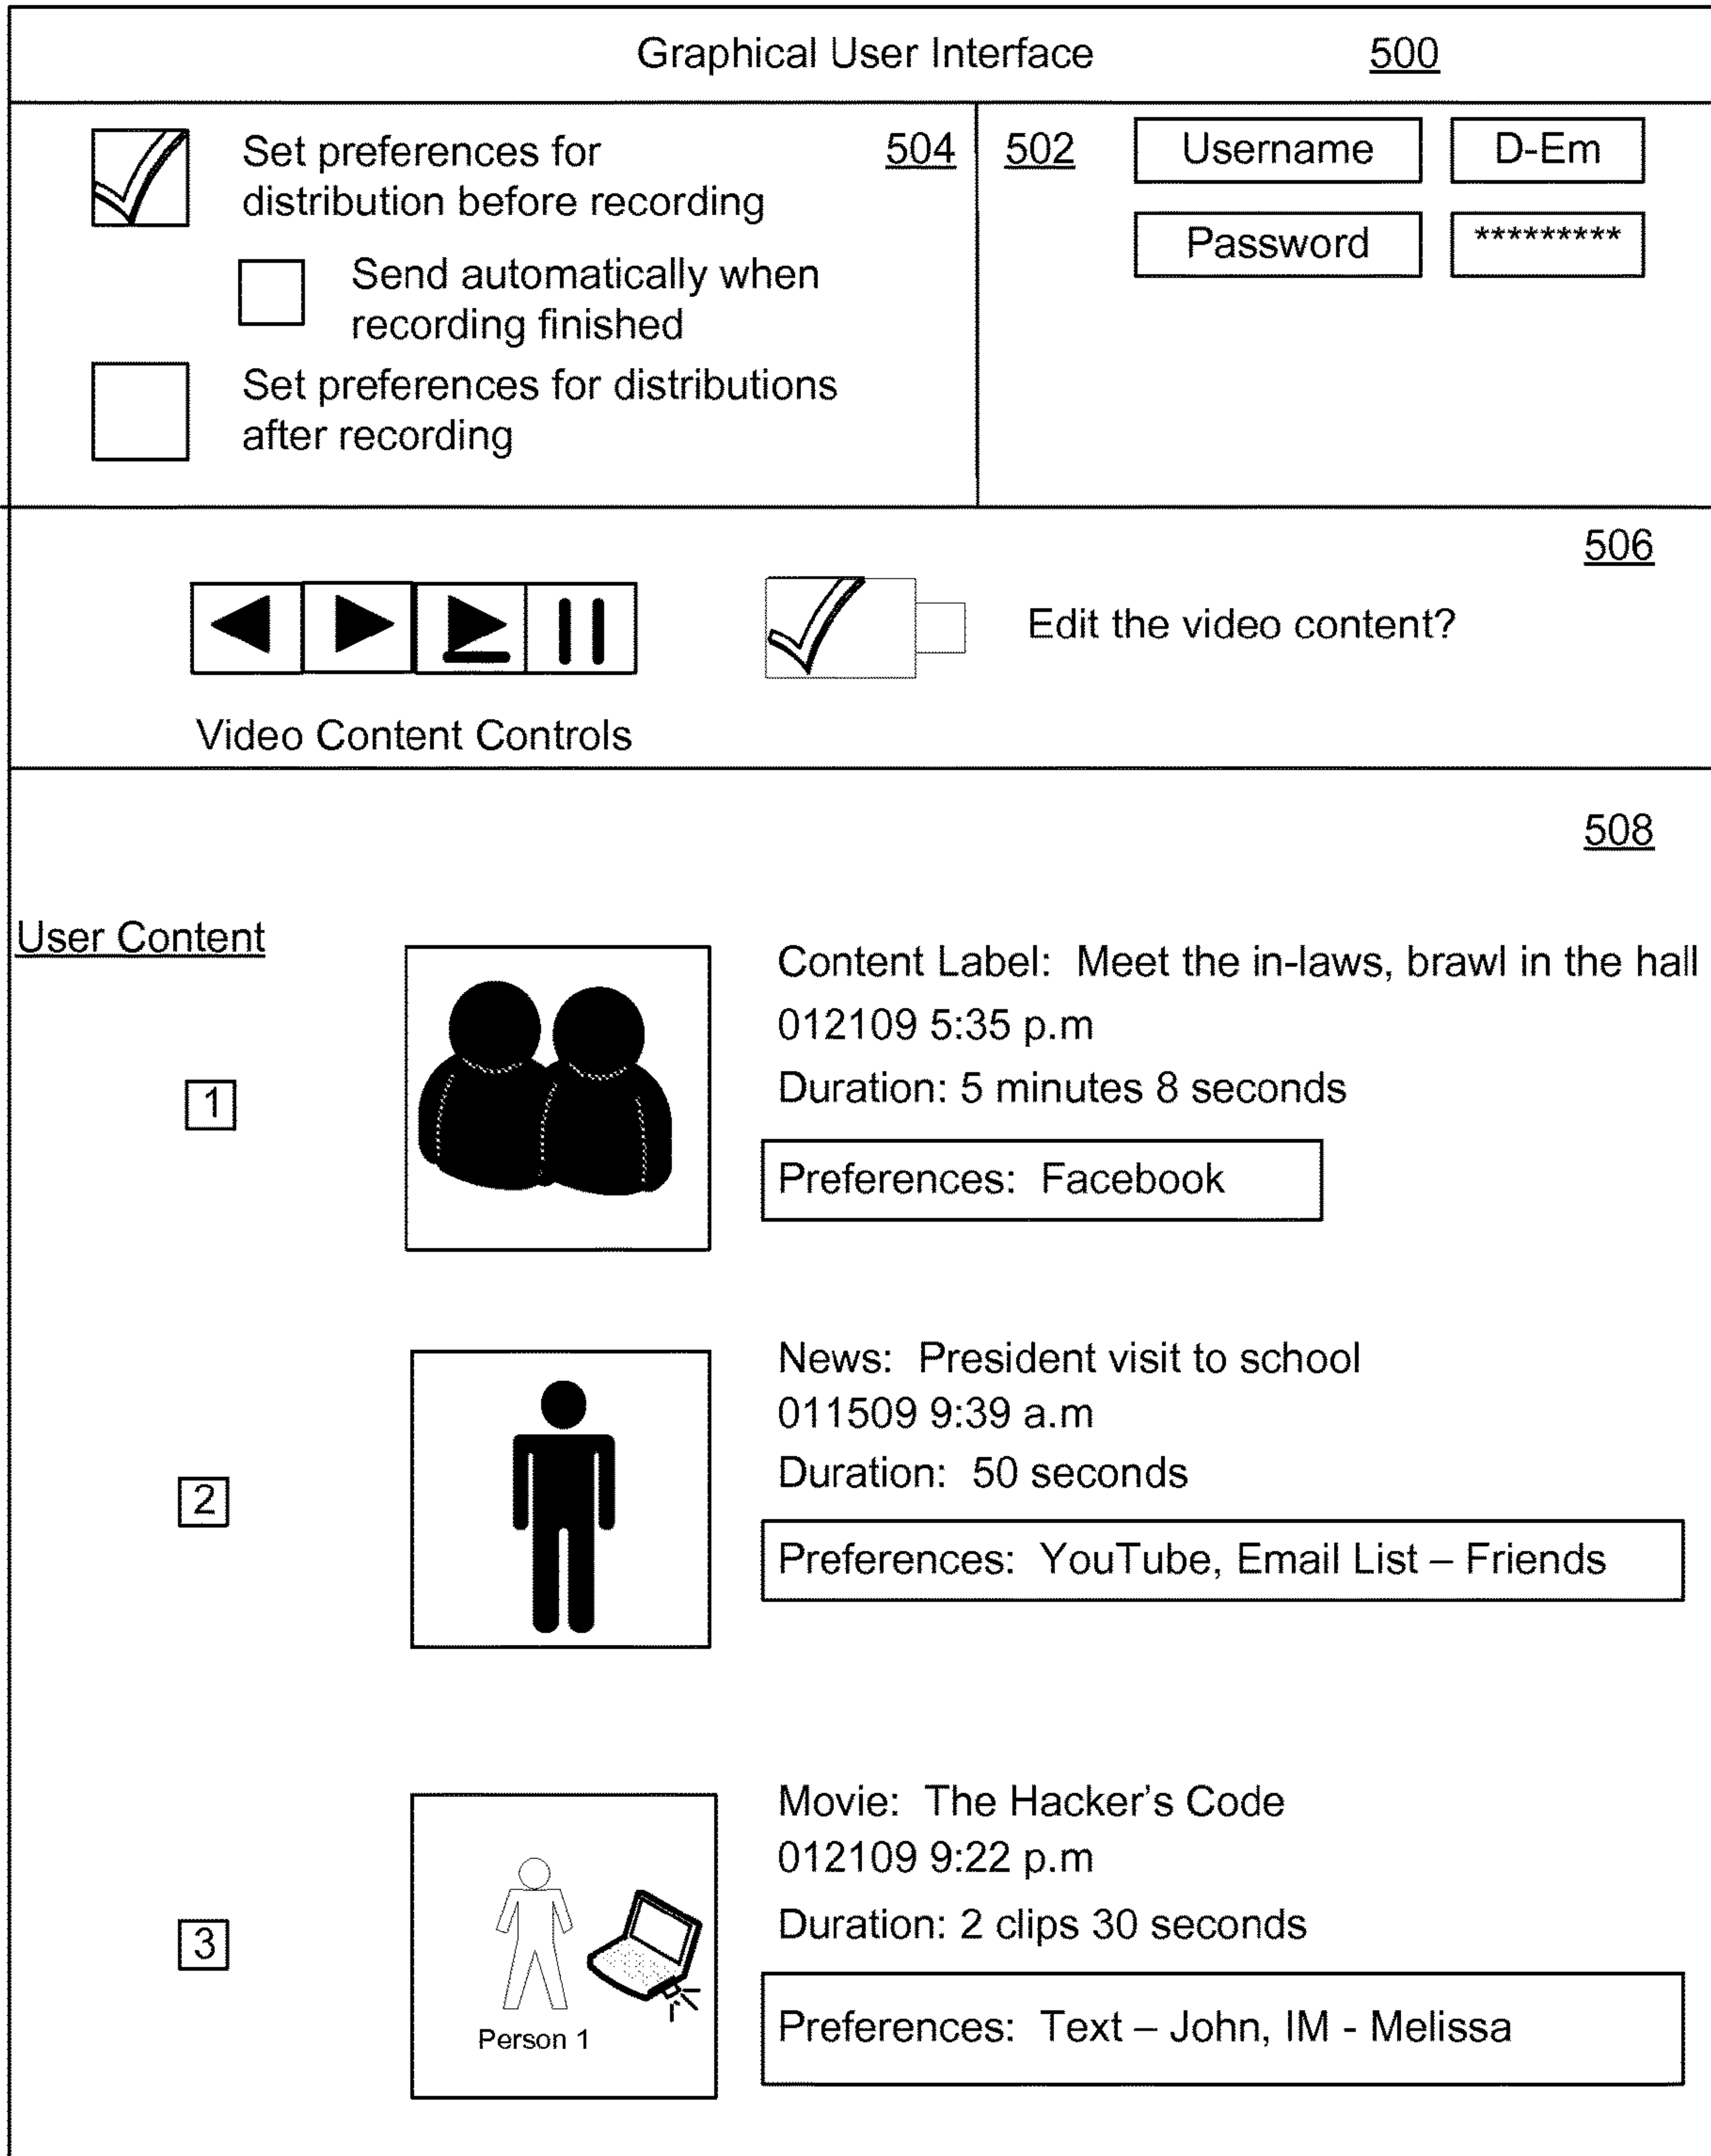 Graphical User Interface 500
Set preferences for
distribution before recording
504
Send automatically when
recording finished
Set preferences for distributions
after recording
502
Username D-Em
Password *********
506
Edit the video content?
Video Content Controls
508
User Content
1
Content Label: Meet the in-laws, brawl in the hall
012109 5:35 p.m
Duration: 5 minutes 8 seconds
Preferences: Facebook
2
News: President visit to school
011509 9:39 a.m
Duration: 50 seconds
Preferences: YouTube, Email List – Friends
3
Person 1
Movie: The Hacker’s Code
012109 9:22 p.m
Duration: 2 clips 30 seconds
Preferences: Text – John, IM - Melissa